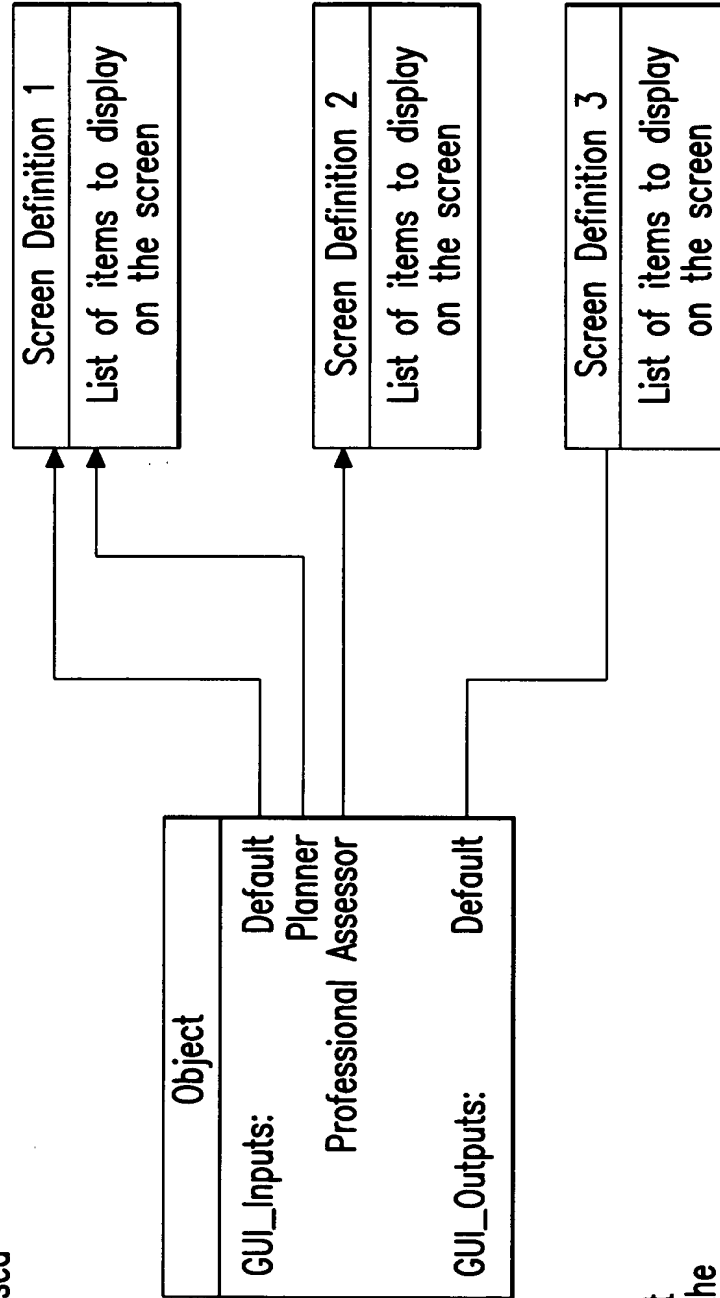 Object
GUI_Inputs:
Default
Planner
Professional Assessor
GUI_Outputs:
Default
Screen Definition 1
List of items to display
on the screen
Screen Definition 2
List of items to display
on the screen
Screen Definition 3
List of items to display
on the screen